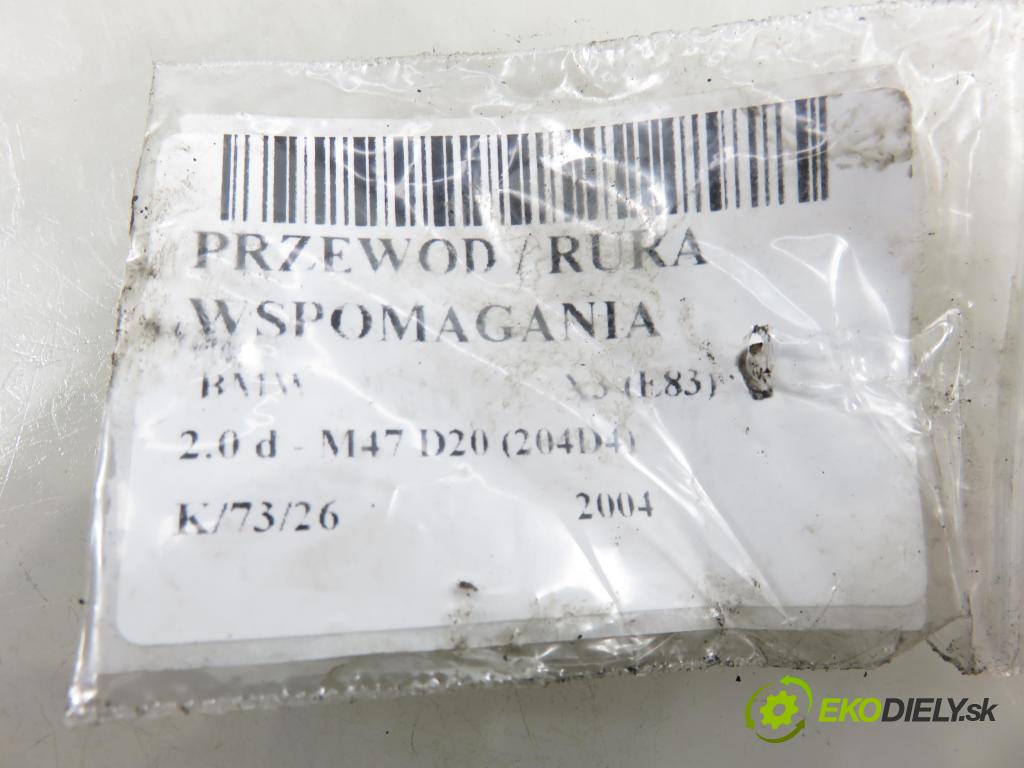 PRZEWOD / RURA
WSPOMAGANIA
BMW X3 (E83)
2.0 d - M47 D20 (204D4)
K/73/26 2004
EKODIELY.sk